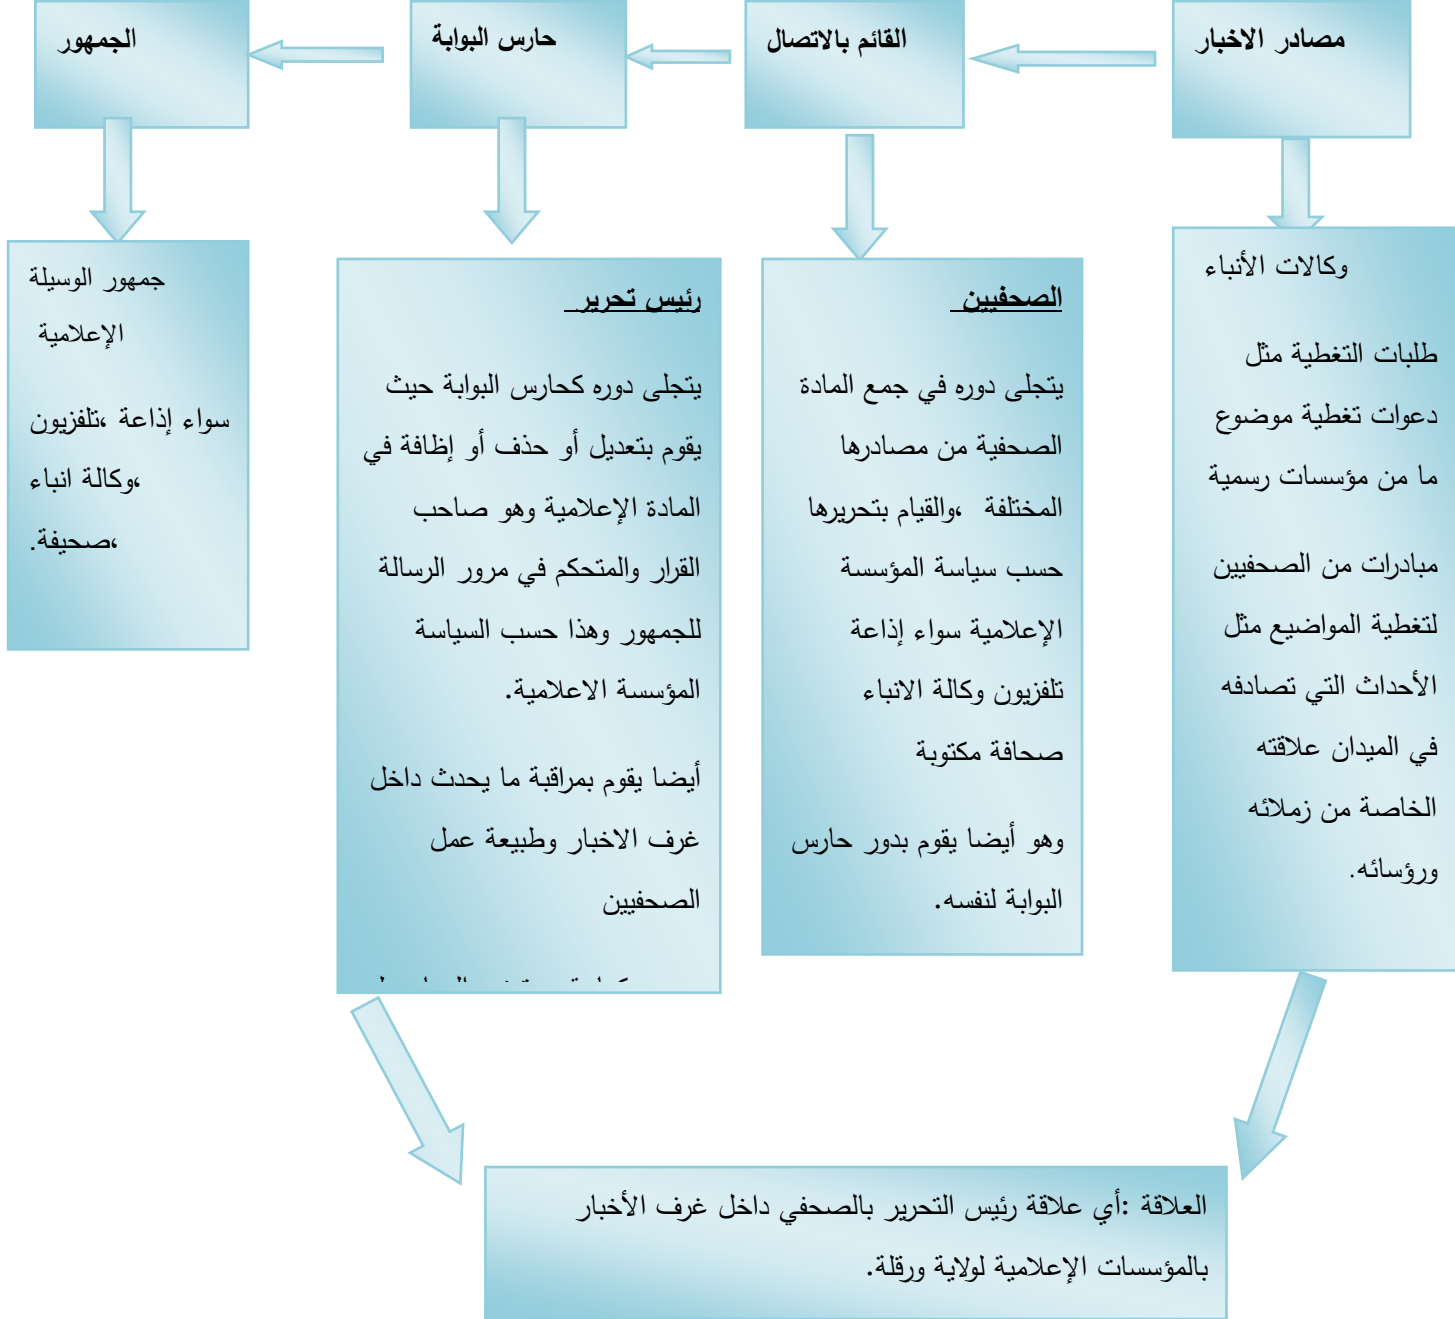 مصادر الاخبار
القائم بالاتصال
حارس البوابة
الجمهور
وكالات الأنباء
طلبات التغطية مثل
دعوات تغطية موضوع
ما من مؤسسات رسمية
مبادرات من الصحفيين
لتغطية المواضيع مثل
الأحداث التي تصادفه
في الميدان علاقته
الخاصة من زملائه
ورؤسائه.
الصحفيين
يتجلى دوره في جمع المادة
الصحفية من مصادرها
المختلفة ،والقيام بتحريرها
حسب سياسة المؤسسة
الإعلامية سواء إذاعة
تلفزيون وكالة الانباء
صحافة مكتوبة
وهو أيضا يقوم بدور حارس
البوابة لنفسه.
رئيس تحرير
يتجلى دوره كحارس البوابة حيث
يقوم بتعديل أو حذف أو إظافة في
المادة الإعلامية وهو صاحب
القرار والمتحكم في مرور الرسالة
للجمهور وهذا حسب السياسة
المؤسسة الاعلامية.
أيضا يقوم بمراقبة ما يحدث داخل
غرف الاخبار وطبيعة عمل
الصحفيين
جمهور الوسيلة
الإعلامية
سواء إذاعة ،تلفزيون
،وكالة انباء
،صحيفة.
العلاقة :أي علاقة رئيس التحرير بالصحفي داخل غرف الأخبار
بالمؤسسات الإعلامية لولاية ورقلة.